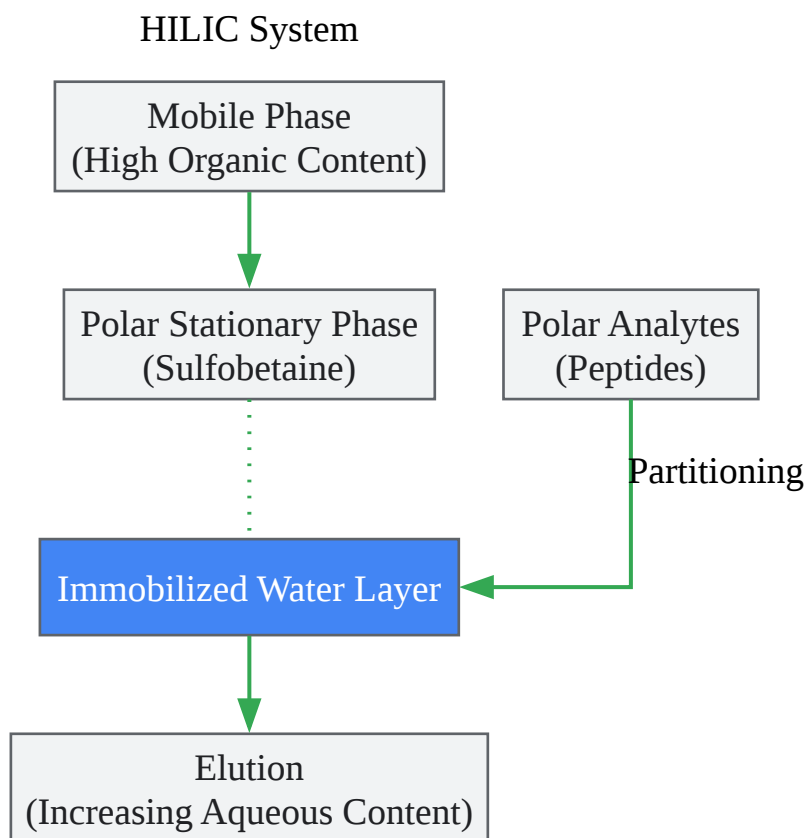 HILIC System
Mobile Phase
(High Organic Content)
Polar Stationary Phase
(Sulfobetaine)
Polar Analytes
(Peptides)
Partitioning
Immobilized Water Layer
Elution
(Increasing Aqueous Content)